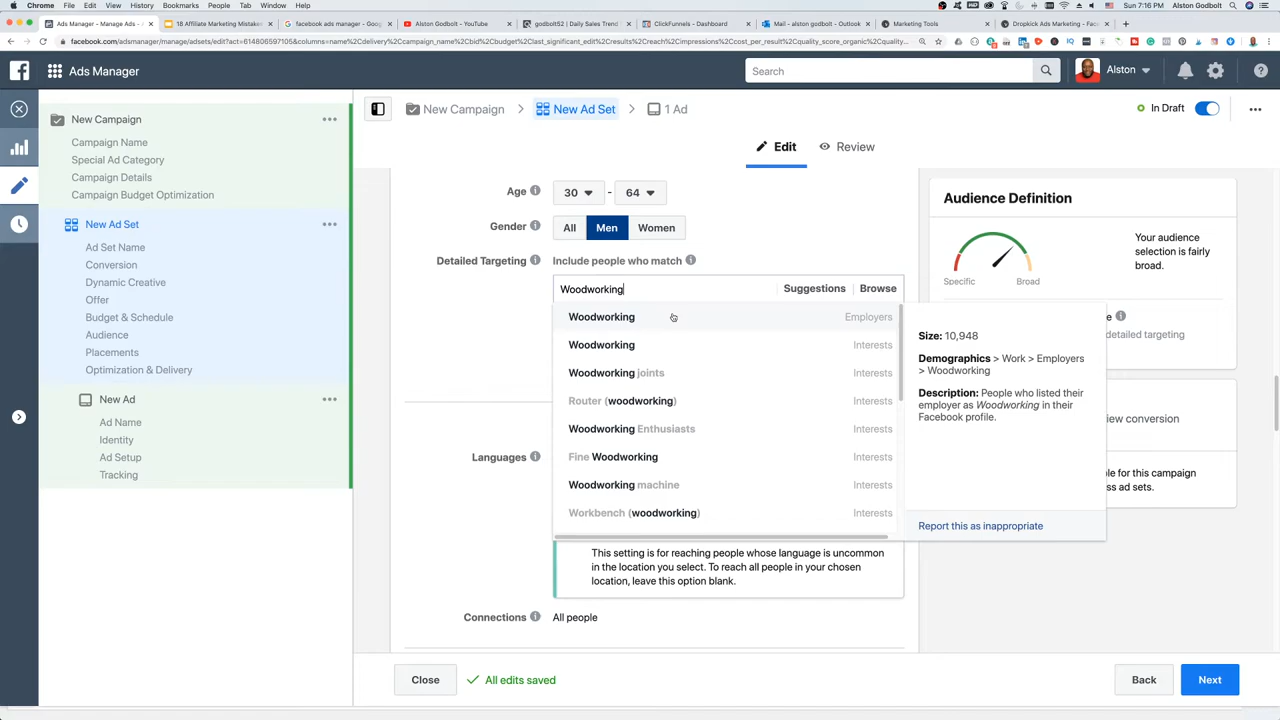 Chrome File Edit View History Bookmarks People Tab Window Help
Sun 7:16 PM Alston Godbolt
Ads Manager - Manage Ads - A
18 Affiliate Marketing Mistakes
facebook ads manager - Goog
Alston Godbolt - YouTube
godbolt52 | Daily Sales Trend
ClickFunnels - Dashboard
Mail - alston godbolt - Outlook
Marketing Tools
Dropkick Ads Marketing - Face
facebook.com/adsmanager/manage/adsets/edit?act=614806597105&columns=name%2Cdelivery%2Ccampaign_name%2Cbid%2Cbudget%2Clast_significant_edit%2Cresults%2Creach%2Cimpressions%2Ccost_per_result%2Cquality_score_organic%2Cquality...
Ads Manager
Search
Alston
New Campaign
Campaign Name
Special Ad Category
Campaign Details
Campaign Budget Optimization
New Ad Set
Ad Set Name
Conversion
Dynamic Creative
Offer
Budget & Schedule
Audience
Placements
Optimization & Delivery
New Ad
Ad Name
Identity
Ad Setup
Tracking
New Campaign
New Ad Set
1 Ad
In Draft
Edit
Review
Age
30 - 64
Gender
All
Men
Women
Detailed Targeting
Include people who match
Woodworking
Suggestions
Browse
Woodworking Employers
Woodworking Interests
Woodworking joints Interests
Router (woodworking) Interests
Woodworking Enthusiasts Interests
Fine Woodworking Interests
Woodworking machine Interests
Workbench (woodworking) Interests
Size: 10,948
Demographics > Work > Employers
> Woodworking
Description: People who listed their
employer as Woodworking in their
Facebook profile.
Report this as inappropriate
Languages
This setting is for reaching people whose language is uncommon
in the location you select. To reach all people in your chosen
location, leave this option blank.
Connections
All people
Audience Definition
Specific
Broad
Your audience
selection is fairly
broad.
detailed targeting
iew conversion
le for this campaign
ss ad sets.
Close
All edits saved
Back
Next